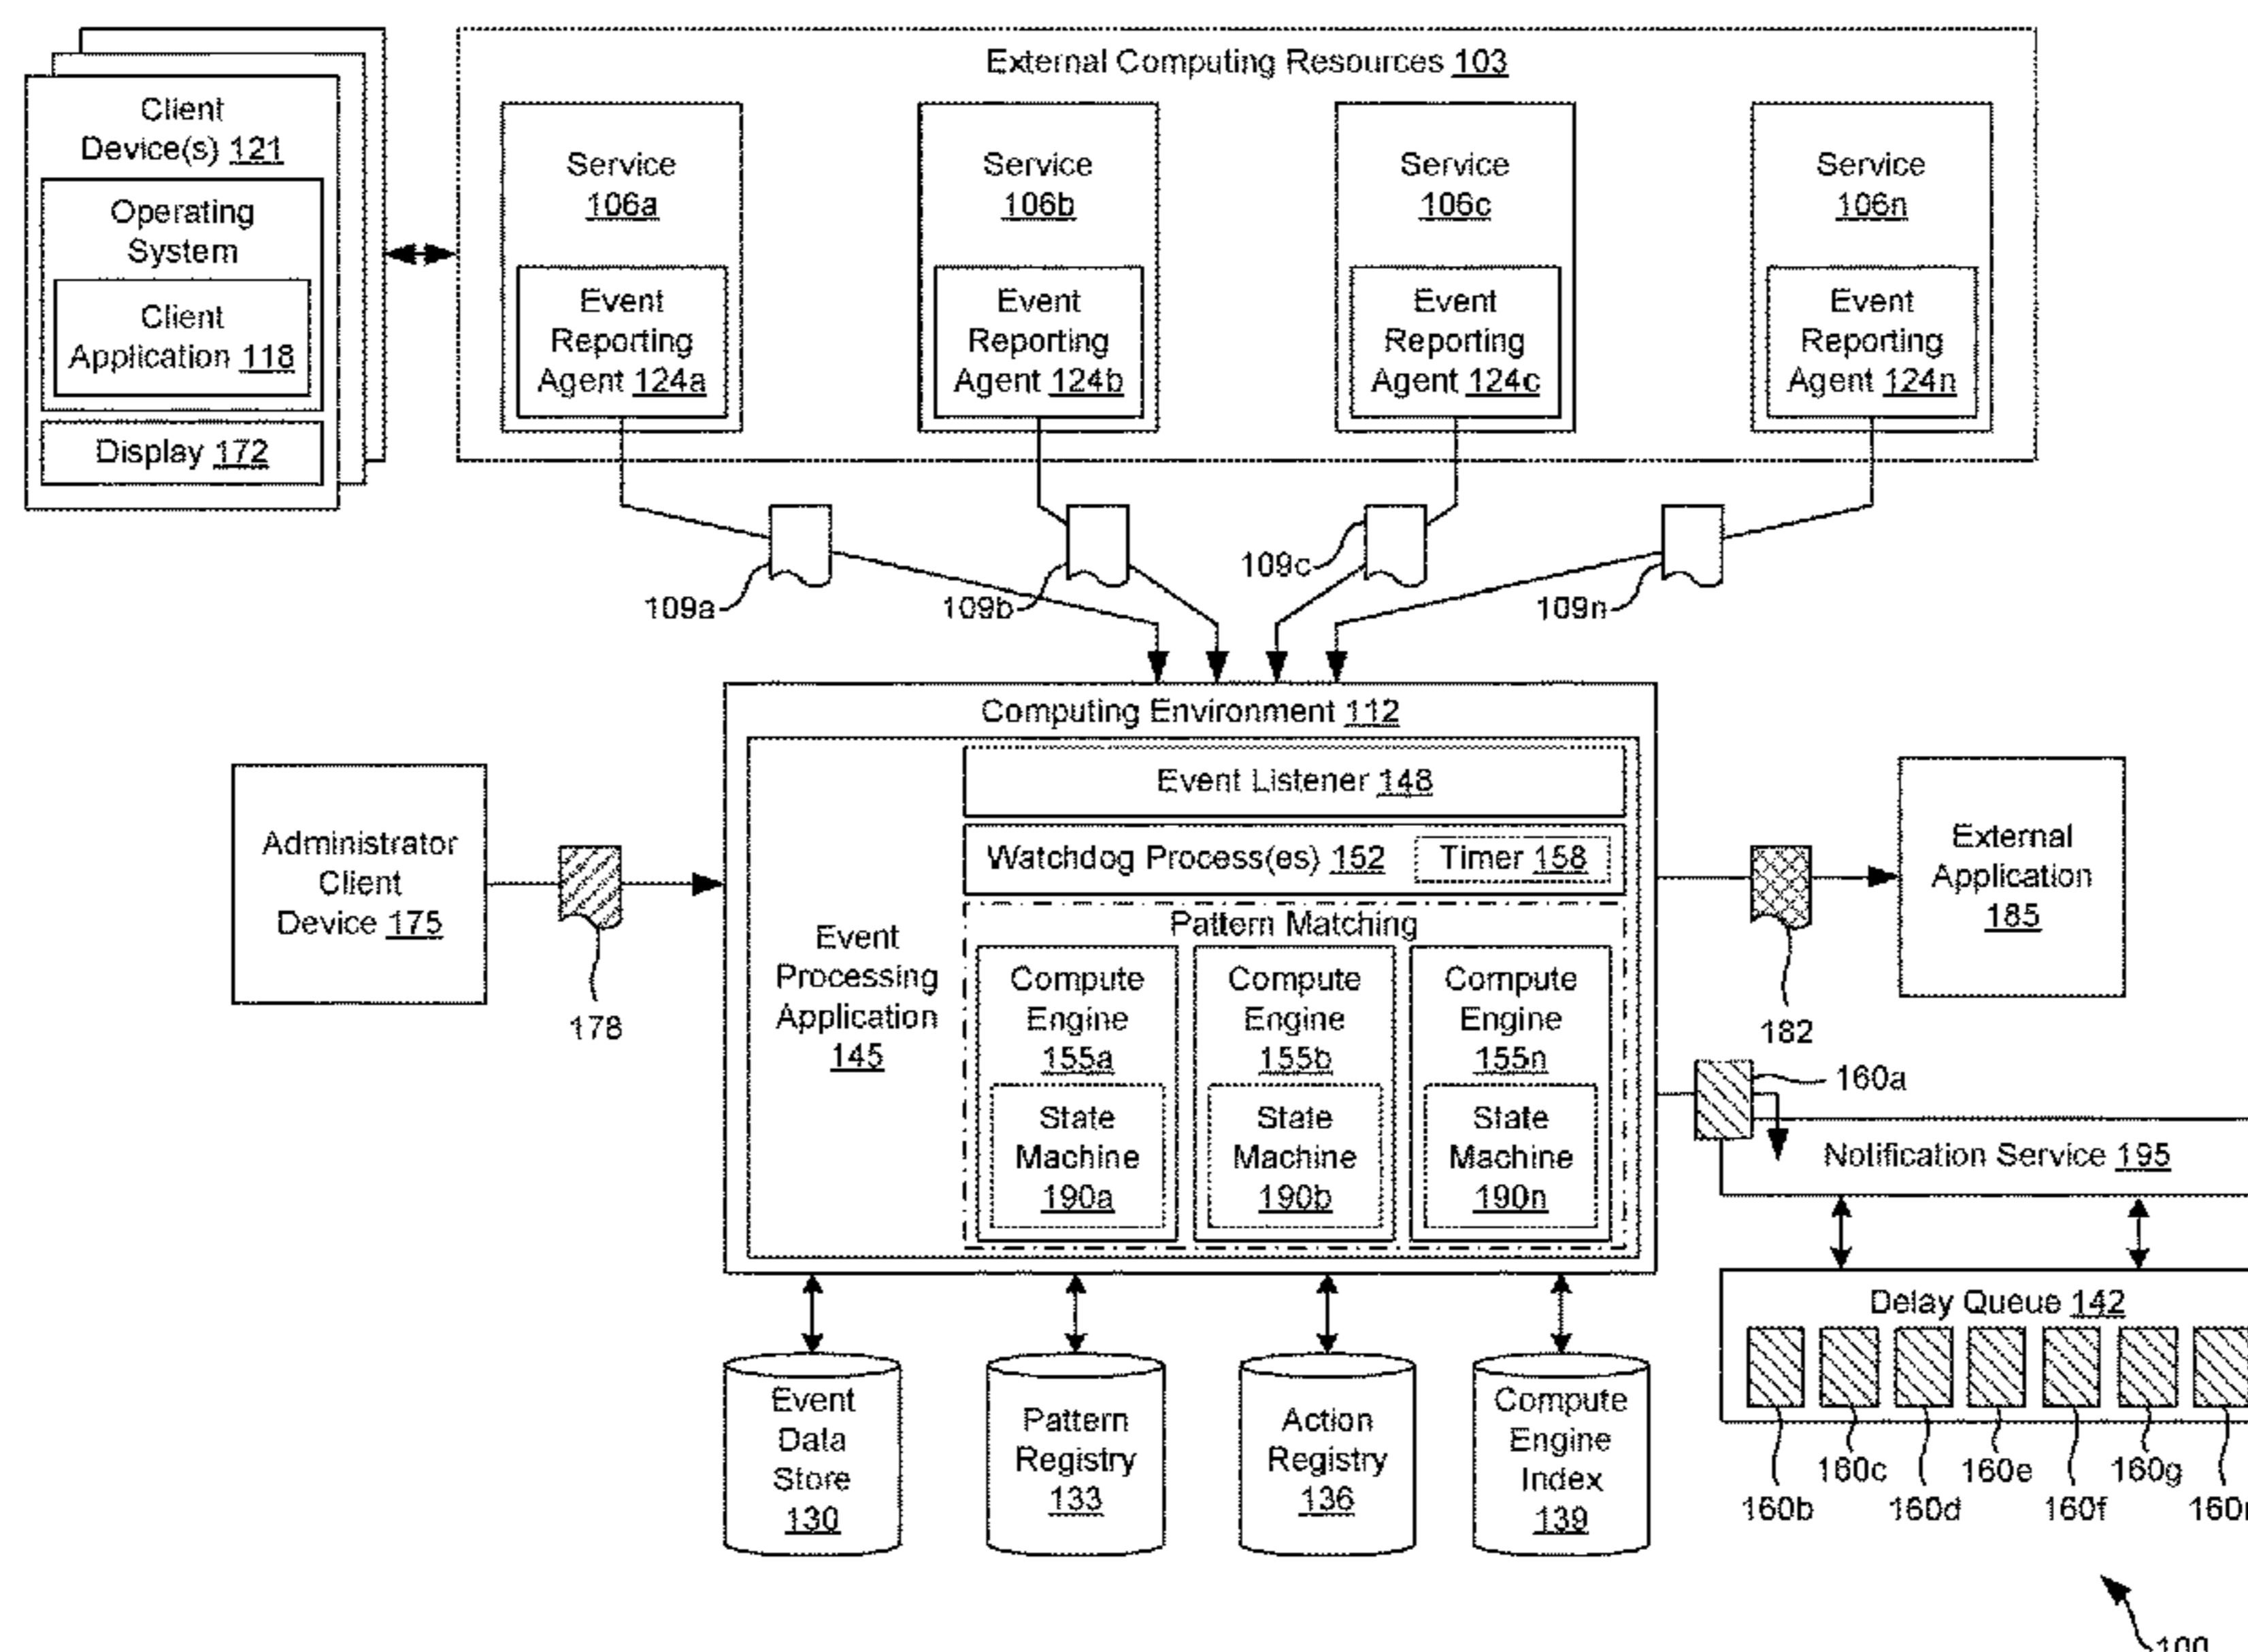 External Computing Resources 103
Client
Device(s) 121
Operating
System
Client
Application 118
Display 172
Service
106a
Event
Reporting
Agent 124a
Service
106b
Event
Reporting
Agent 124b
Service
106c
Event
Reporting
Agent 124c
Service
106n
Event
Reporting
Agent 124n
109a
109b
109c
109n
Computing Environment 112
Event Listener 148
Watchdog Process(es) 152
Timer 158
Event
Processing
Application
145
Pattern Matching
Compute
Engine
155a
State
Machine
190a
Compute
Engine
155b
State
Machine
190b
Compute
Engine
155n
State
Machine
190n
Administrator
Client
Device 175
178
External
Application
185
182
160a
Notification Service 195
Delay Queue 142
160b
160c
160d
160e
160f
160g
Event
Data
Store
130
Pattern
Registry
133
Action
Registry
136
Compute
Engine
Index
139
100